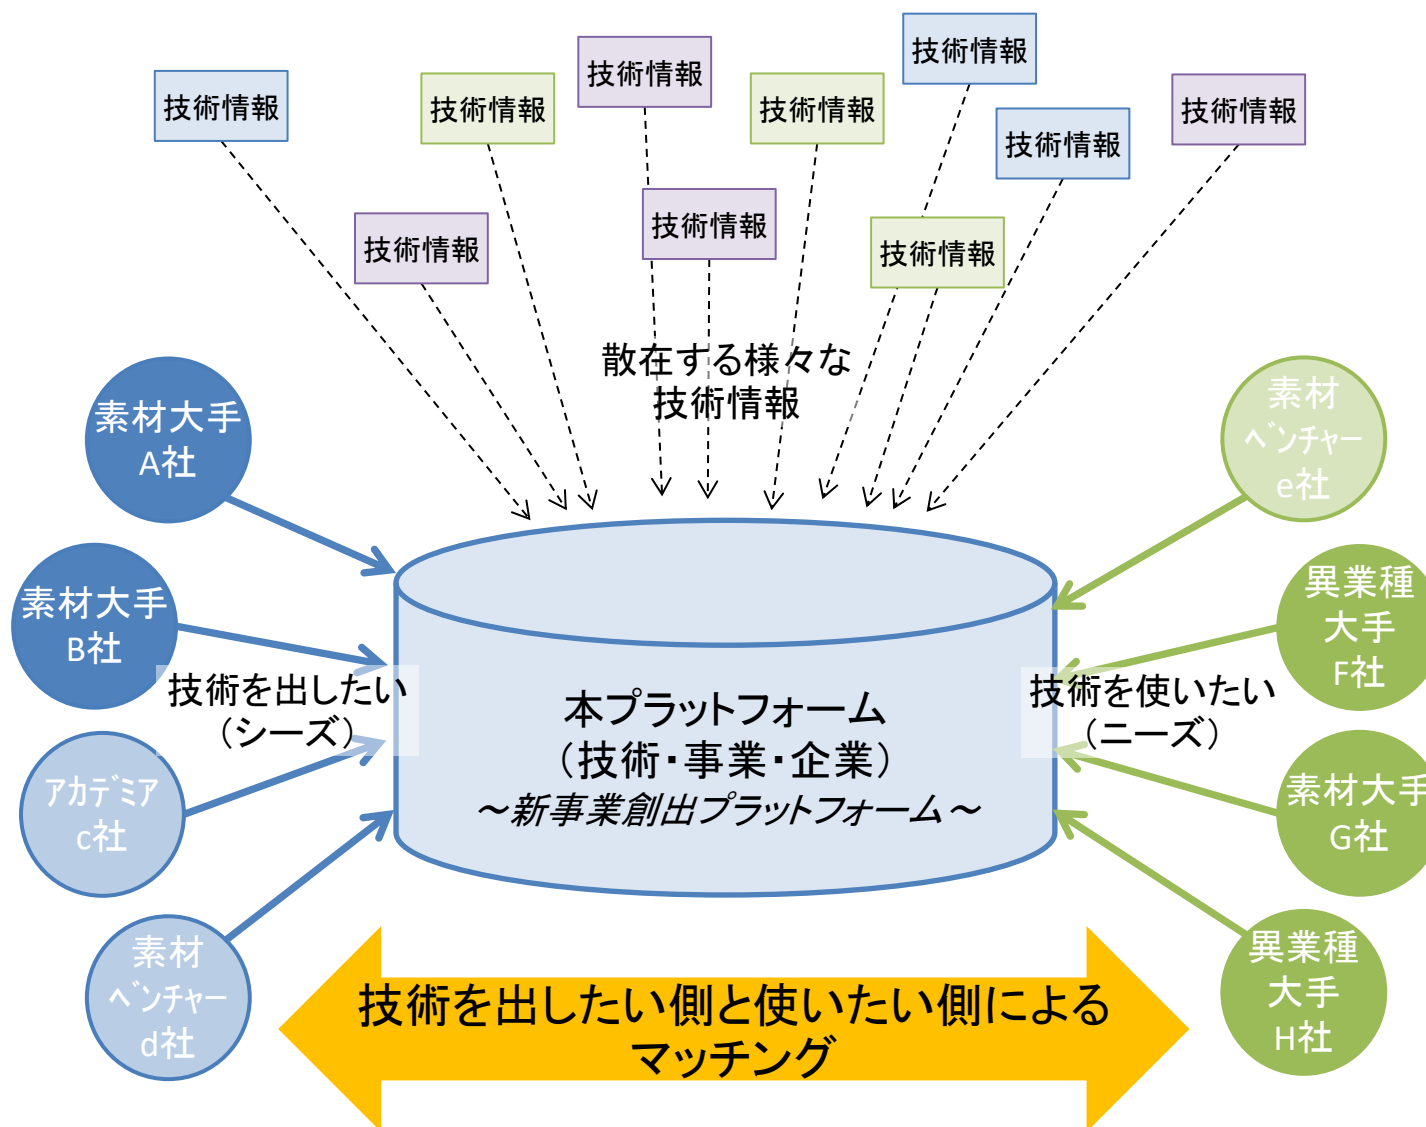 技術情報
技術情報
技術情報
技術情報
技術情報
技術情報
技術情報
技術情報
技術情報
技術情報
散在する様々な
技術情報
素材大手
A社
素材大手
B社
アカデミア
c社
素材
ベンチャー
d社
技術を出したい
（シーズ）
本プラットフォーム
（技術・事業・企業）
～新事業創出プラットフォーム～
技術を使いたい
（ニーズ）
素材
ベンチャー
e社
異業種
大手
F社
素材大手
G社
異業種
大手
H社
技術を出したい側と使いたい側による
マッチング